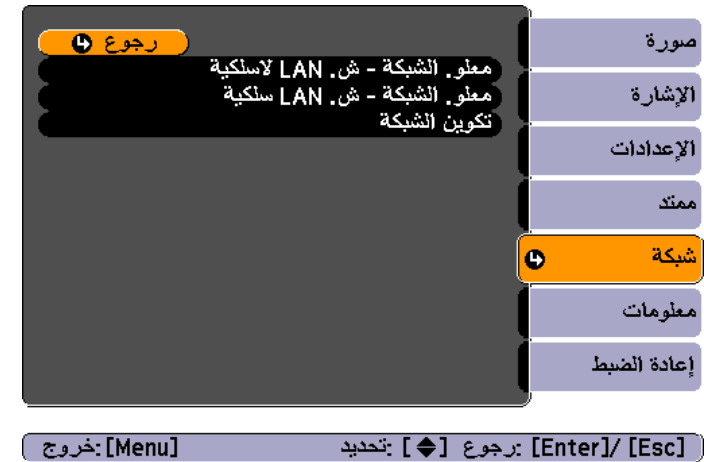 صورة
الإشارة
الإعدادات
ممتد
شبكة
معلومات
إعادة الضبط
رجوع
معلو. الشبكة - ش. LAN لاسلكية
معلو. الشبكة - ش. LAN سلكية
تكوين الشبكة
[Esc] /[Enter]: رجوع [◆]: تحديد [Menu]: خروج